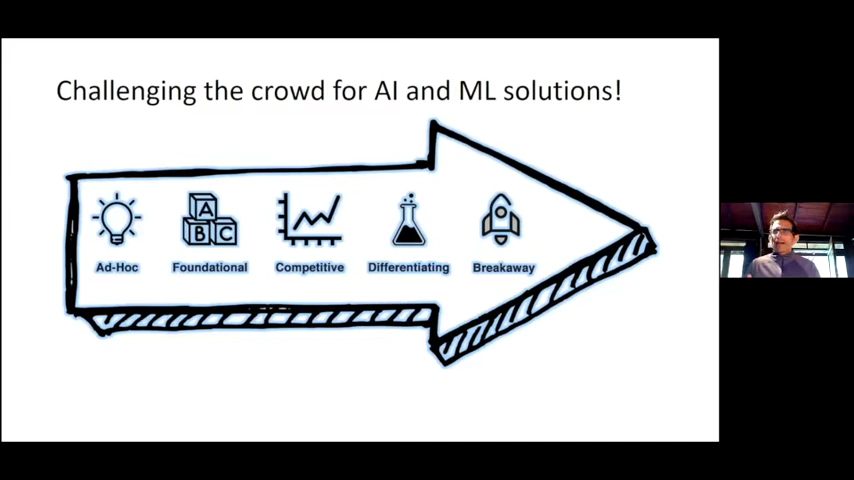 Challenging the crowd for AI and ML solutions!
A
B C
Ad-Hoc Foundational Competitive Differentiating Breakaway